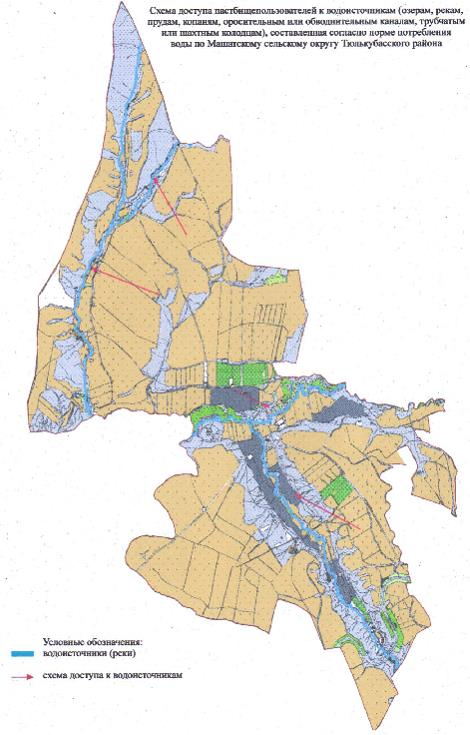 Схема доступа пастбищепользователей к водоисточникам (озерам, рекам,
прудам, копаням, оросительным или обводнительным каналам, трубчатым
или шахтным колодцам), составленная согласно норме потребления
воды по Машатскому сельскому округу Тюлькубасского района
Условные обозначения:
водоисточники (реки)
схема доступа к водоисточникам